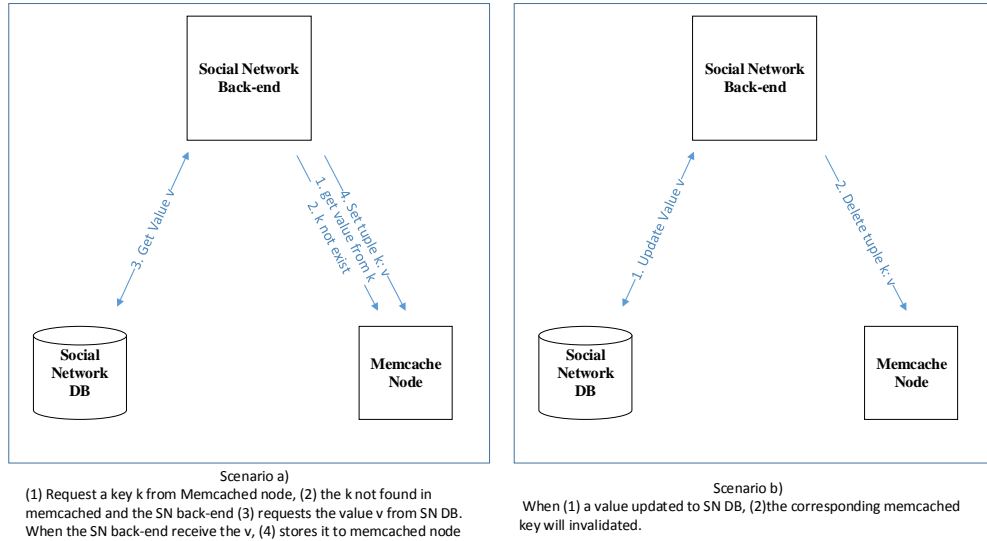 Social Network
Back-end
3. Get Value v
1. get value from k
2. k not exist
4. Set tuple k: v
Social
Network
DB
Memcache
Node
Scenario a)
(1) Request a key k from Memcached node, (2) the k not found in
memcached and the SN back-end (3) requests the value v from SN DB.
When the SN back-end receive the v, (4) stores it to memcached node
Social Network
Back-end
1. Update Value v
2. Delete tuple k: v
Social
Network
DB
Memcache
Node
Scenario b)
When (1) a value updated to SN DB, (2)the corresponding memcached
key will invalidated.